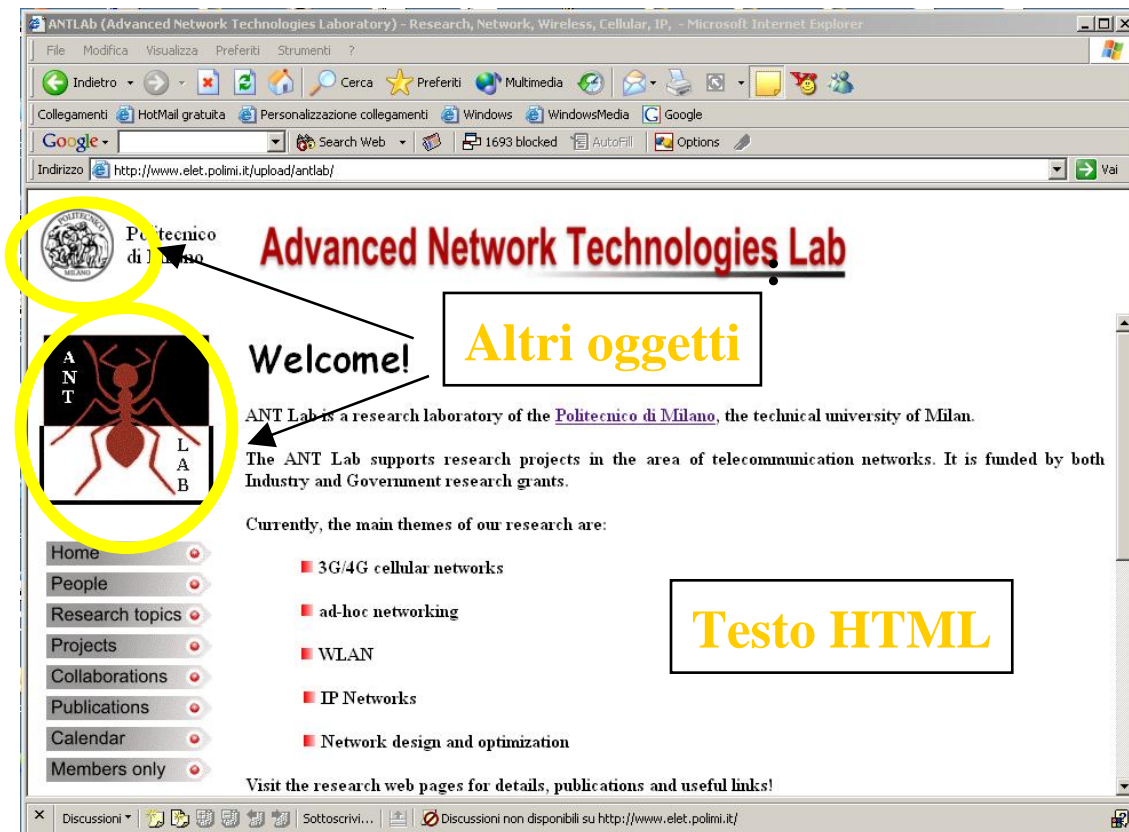 ANTLAb (Advanced Network Technologies Laboratory) - Research, Network, Wireless, Cellular, IP, - Microsoft Internet Explorer
File Modifica Visualizza Preferiti Strumenti ?
Indietro Cerca Preferiti Multimedia
Collegamenti HotMail gratuita Personalizzazione collegamenti Windows WindowsMedia Google
Google Search Web 1693 blocked AutoFill Options
Indirizzo http://www.elet.polimi.it/upload/antlab/ Vai
POLITECNICO
MILANO
Politecnico
di Milano
Advanced Network Technologies Lab
Altri oggetti
ANT
LAB
Welcome!
ANT Lab is a research laboratory of the Politecnico di Milano, the technical university of Milan.
The ANT Lab supports research projects in the area of telecommunication networks. It is funded by both
Industry and Government research grants.
Currently, the main themes of our research are:
3G/4G cellular networks
ad-hoc networking
WLAN
IP Networks
Network design and optimization
Visit the research web pages for details, publications and useful links!
Testo HTML
Home
People
Research topics
Projects
Collaborations
Publications
Calendar
Members only
Discussioni Sottoscrivi... Discussioni non disponibili su http://www.elet.polimi.it/